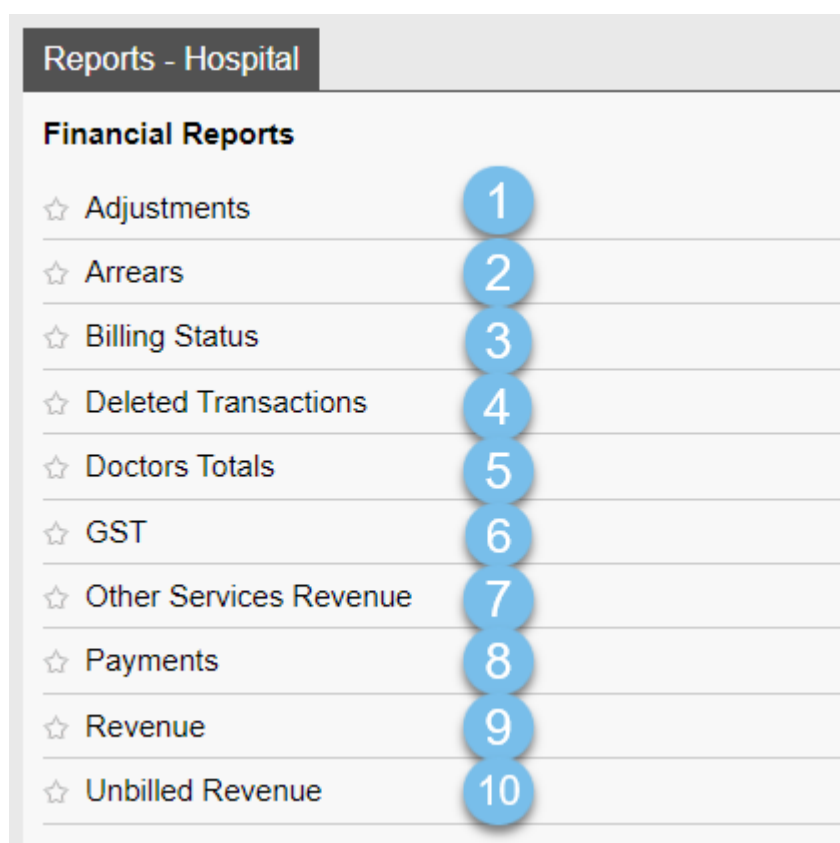 Reports - Hospital
Financial Reports
Adjustments 1
Arrears 2
Billing Status 3
Deleted Transactions 4
Doctors Totals 5
GST 6
Other Services Revenue 7
Payments 8
Revenue 9
Unbilled Revenue 10